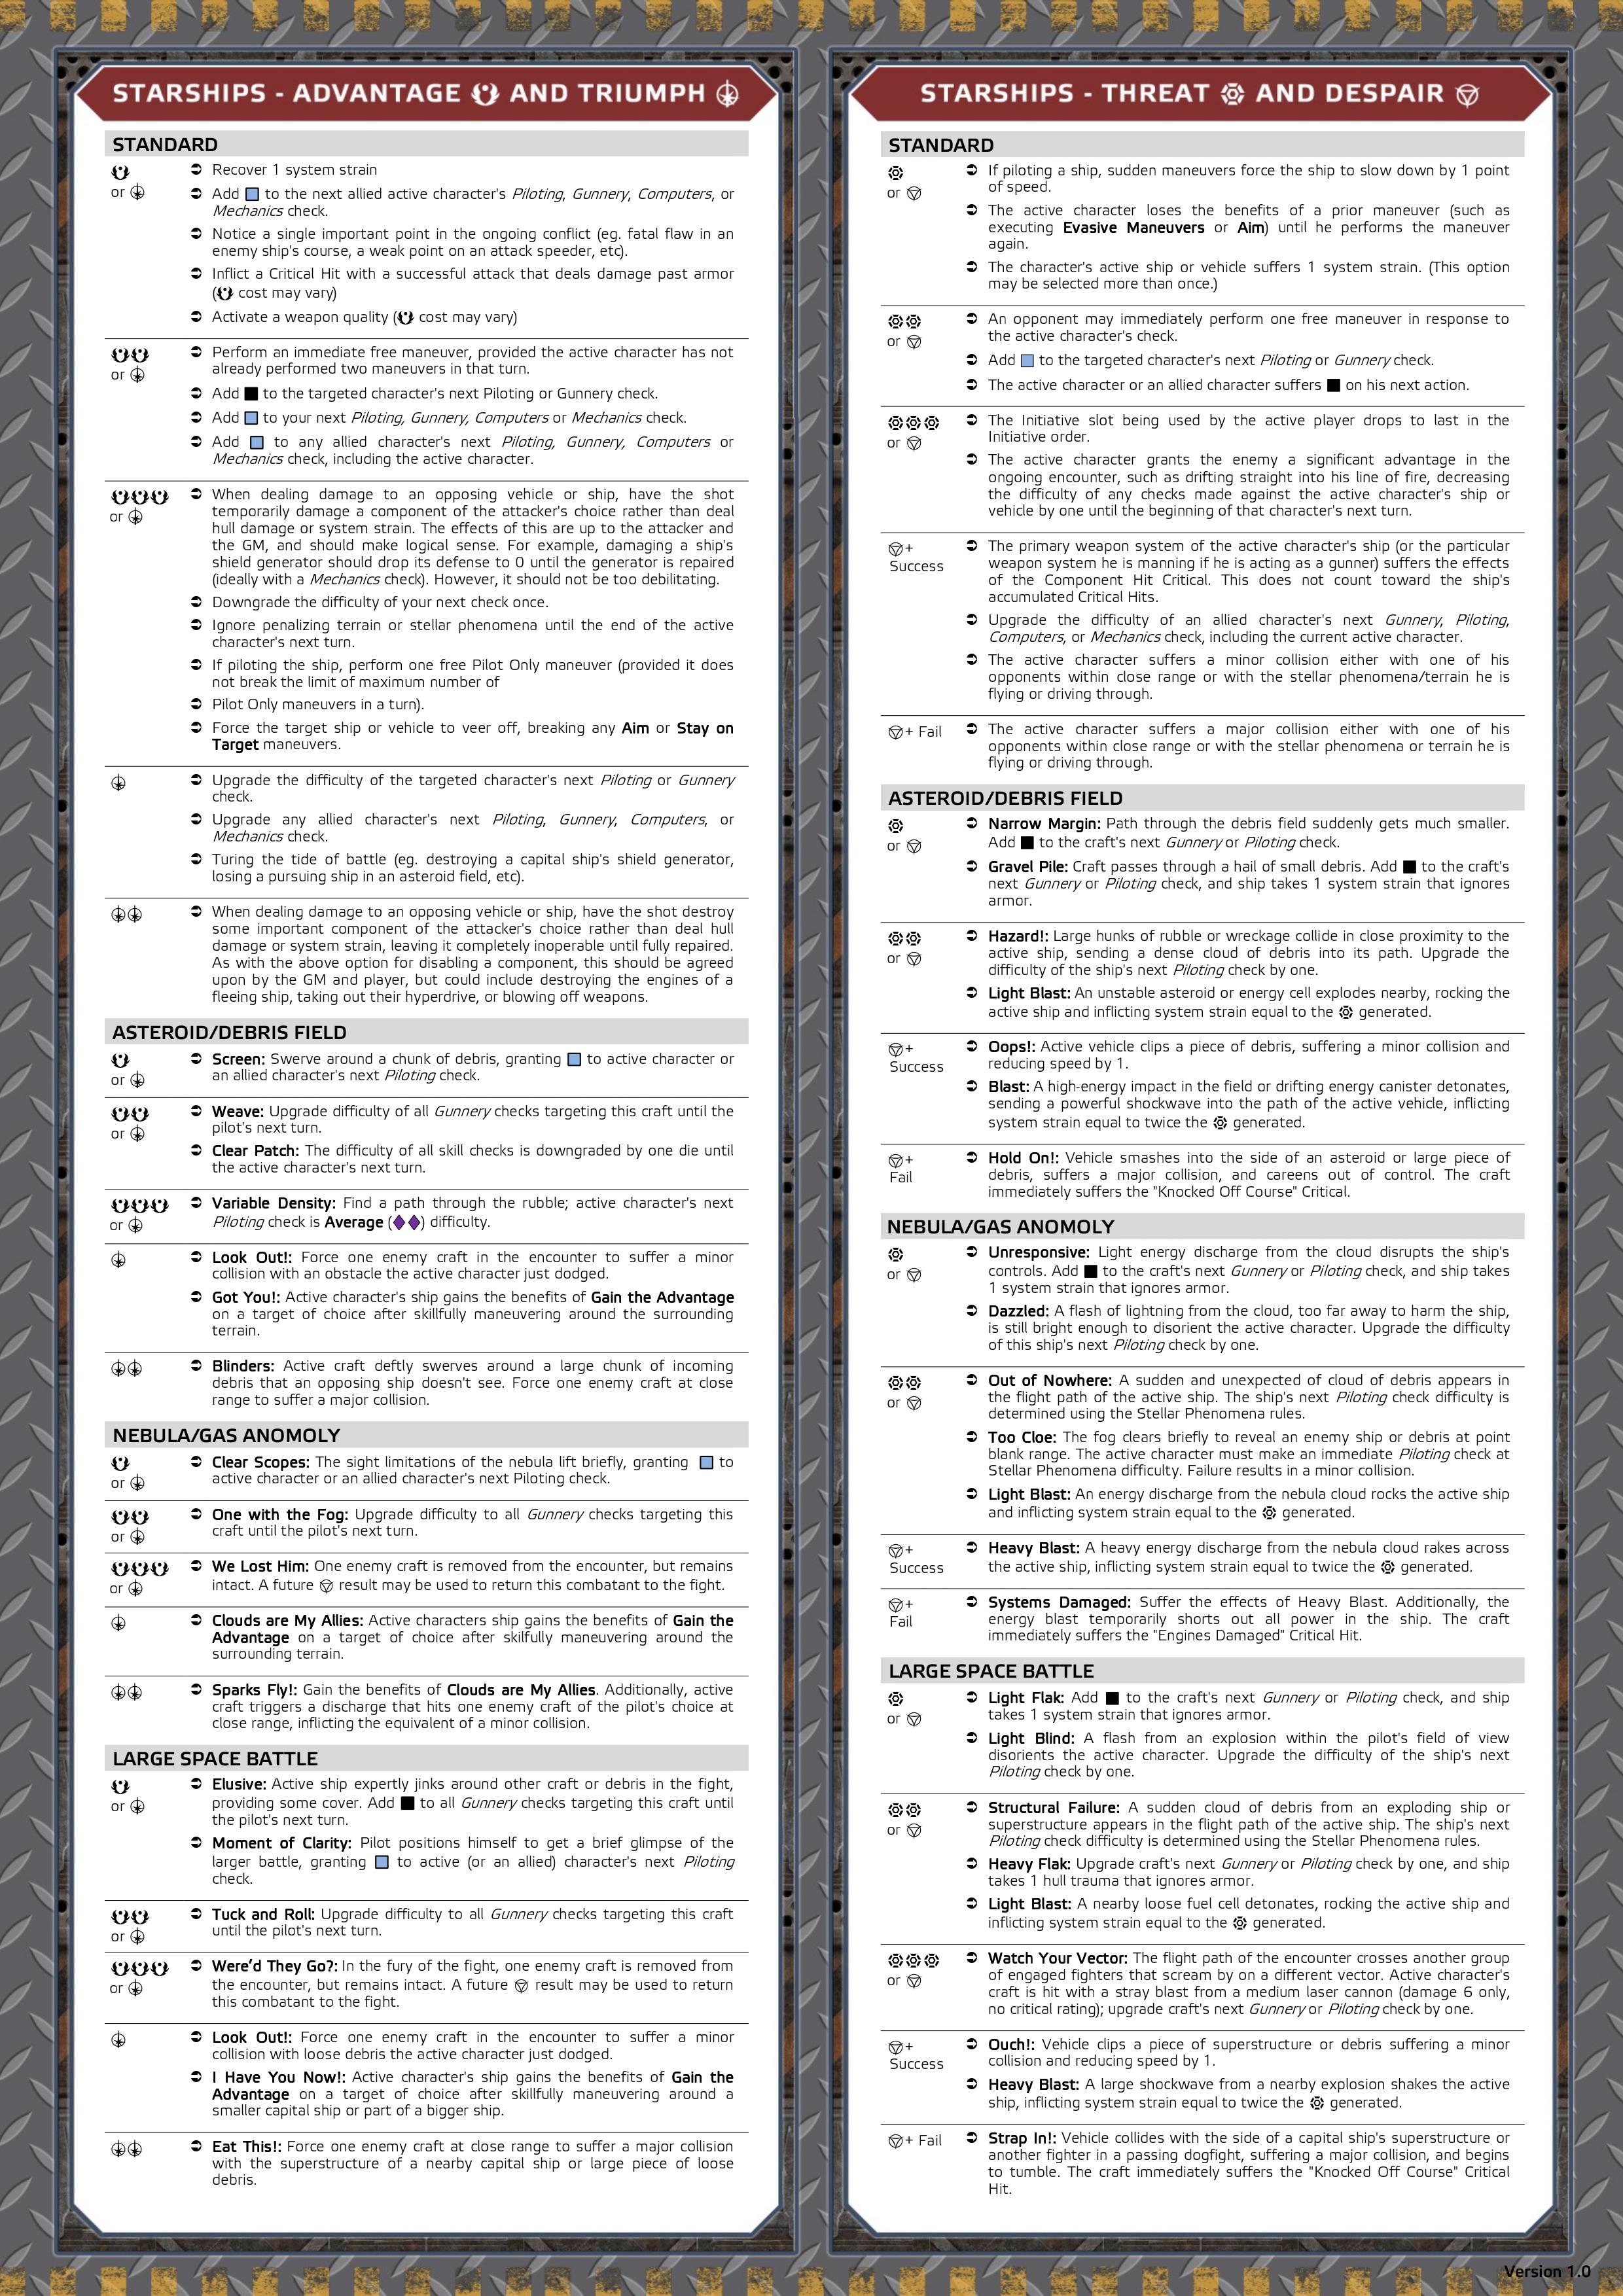 STARSHIPS - ADVANTAGE AND TRIUMPH
STANDARD
or
Recover 1 system strain
Add to the next allied active character's Piloting, Gunnery, Computers, or
Mechanics check.
Notice a single important point in the ongoing conflict (eg. fatal flaw in an
enemy ship's course, a weak point on an attack speeder, etc).
Inflict a Critical Hit with a successful attack that deals damage past armor
( cost may vary)
Activate a weapon quality ( cost may vary)
or
Perform an immediate free maneuver, provided the active character has not
already performed two maneuvers in that turn.
Add to the targeted character's next Piloting or Gunnery check.
Add to your next Piloting, Gunnery, Computers or Mechanics check.
Add to any allied character's next Piloting, Gunnery, Computers or
Mechanics check, including the active character.
or
When dealing damage to an opposing vehicle or ship, have the shot
temporarily damage a component of the attacker's choice rather than deal
hull damage or system strain. The effects of this are up to the attacker and
the GM, and should make logical sense. For example, damaging a ship's
shield generator should drop its defense to 0 until the generator is repaired
(ideally with a Mechanics check). However, it should not be too debilitating.
Downgrade the difficulty of your next check once.
Ignore penalizing terrain or stellar phenomena until the end of the active
character's next turn.
If piloting the ship, perform one free Pilot Only maneuver (provided it does
not break the limit of maximum number of
Pilot Only maneuvers in a turn).
Force the target ship or vehicle to veer off, breaking any Aim or Stay on
Target maneuvers.
Upgrade the difficulty of the targeted character's next Piloting or Gunnery
check.
Upgrade any allied character's next Piloting, Gunnery, Computers, or
Mechanics check.
Turing the tide of battle (eg. destroying a capital ship's shield generator,
losing a pursuing ship in an asteroid field, etc).
When dealing damage to an opposing vehicle or ship, have the shot destroy
some important component of the attacker's choice rather than deal hull
damage or system strain, leaving it completely inoperable until fully repaired.
As with the above option for disabling a component, this should be agreed
upon by the GM and player, but could include destroying the engines of a
fleeing ship, taking out their hyperdrive, or blowing off weapons.
ASTEROID/DEBRIS FIELD
or
Screen: Swerve around a chunk of debris, granting to active character or
an allied character's next Piloting check.
or
Weave: Upgrade difficulty of all Gunnery checks targeting this craft until the
pilot's next turn.
Clear Patch: The difficulty of all skill checks is downgraded by one die until
the active character's next turn.
or
Variable Density: Find a path through the rubble; active character's next
Piloting check is Average ( ) difficulty.
Look Out!: Force one enemy craft in the encounter to suffer a minor
collision with an obstacle the active character just dodged.
Got You!: Active character's ship gains the benefits of Gain the Advantage
on a target of choice after skillfully maneuvering around the surrounding
terrain.
Blinders: Active craft deftly swerves around a large chunk of incoming
debris that an opposing ship doesn't see. Force one enemy craft at close
range to suffer a major collision.
NEBULA/GAS ANOMOLY
or
Clear Scopes: The sight limitations of the nebula lift briefly, granting to
active character or an allied character's next Piloting check.
or
One with the Fog: Upgrade difficulty to all Gunnery checks targeting this
craft until the pilot's next turn.
or
We Lost Him: One enemy craft is removed from the encounter, but remains
intact. A future result may be used to return this combatant to the fight.
Clouds are My Allies: Active characters ship gains the benefits of Gain the
Advantage on a target of choice after skilfully maneuvering around the
surrounding terrain.
Sparks Fly!: Gain the benefits of Clouds are My Allies. Additionally, active
craft triggers a discharge that hits one enemy craft of the pilot's choice at
close range, inflicting the equivalent of a minor collision.
LARGE SPACE BATTLE
or
Elusive: Active ship expertly jinks around other craft or debris in the fight,
providing some cover. Add to all Gunnery checks targeting this craft until
the pilot's next turn.
Moment of Clarity: Pilot positions himself to get a brief glimpse of the
larger battle, granting to active (or an allied) character's next Piloting
check.
or
Tuck and Roll: Upgrade difficulty to all Gunnery checks targeting this craft
until the pilot's next turn.
or
Were'd They Go?: In the fury of the fight, one enemy craft is removed from
the encounter, but remains intact. A future result may be used to return
this combatant to the fight.
Look Out!: Force one enemy craft in the encounter to suffer a minor
collision with loose debris the active character just dodged.
I Have You Now!: Active character's ship gains the benefits of Gain the
Advantage on a target of choice after skillfully maneuvering around a
smaller capital ship or part of a bigger ship.
Eat This!: Force one enemy craft at close range to suffer a major collision
with the superstructure of a nearby capital ship or large piece of loose
debris.
STARSHIPS - THREAT AND DESPAIR
STANDARD
or
If piloting a ship, sudden maneuvers force the ship to slow down by 1 point
of speed.
The active character loses the benefits of a prior maneuver (such as
executing Evasive Maneuvers or Aim) until he performs the maneuver
again.
The character's active ship or vehicle suffers 1 system strain. (This option
may be selected more than once.)
or
An opponent may immediately perform one free maneuver in response to
the active character's check.
Add to the targeted character's next Piloting or Gunnery check.
The active character or an allied character suffers on his next action.
or
The Initiative slot being used by the active player drops to last in the
Initiative order.
The active character grants the enemy a significant advantage in the
ongoing encounter, such as drifting straight into his line of fire, decreasing
the difficulty of any checks made against the active character's ship or
vehicle by one until the beginning of that character's next turn.
+
Success
The primary weapon system of the active character's ship (or the particular
weapon system he is manning if he is acting as a gunner) suffers the effects
of the Component Hit Critical. This does not count toward the ship's
accumulated Critical Hits.
Upgrade the difficulty of an allied character's next Gunnery, Piloting,
Computers, or Mechanics check, including the current active character.
The active character suffers a minor collision either with one of his
opponents within close range or with the stellar phenomena/terrain he is
flying or driving through.
+ Fail
The active character suffers a major collision either with one of his
opponents within close range or with the stellar phenomena or terrain he is
flying or driving through.
ASTEROID/DEBRIS FIELD
or
Narrow Margin: Path through the debris field suddenly gets much smaller.
Add to the craft's next Gunnery or Piloting check.
Gravel Pile: Craft passes through a hail of small debris. Add to the craft's
next Gunnery or Piloting check, and ship takes 1 system strain that ignores
armor.
or
Hazard!: Large hunks of rubble or wreckage collide in close proximity to the
active ship, sending a dense cloud of debris into its path. Upgrade the
difficulty of the ship's next Piloting check by one.
Light Blast: An unstable asteroid or energy cell explodes nearby, rocking the
active ship and inflicting system strain equal to the generated.
+
Success
Oops!: Active vehicle clips a piece of debris, suffering a minor collision and
reducing speed by 1.
Blast: A high-energy impact in the field or drifting energy canister detonates,
sending a powerful shockwave into the path of the active vehicle, inflicting
system strain equal to twice the generated.
+
Fail
Hold On!: Vehicle smashes into the side of an asteroid or large piece of
debris, suffers a major collision, and careens out of control. The craft
immediately suffers the "Knocked Off Course" Critical.
NEBULA/GAS ANOMOLY
or
Unresponsive: Light energy discharge from the cloud disrupts the ship's
controls. Add to the craft's next Gunnery or Piloting check, and ship takes
1 system strain that ignores armor.
Dazzled: A flash of lightning from the cloud, too far away to harm the ship,
is still bright enough to disorient the active character. Upgrade the difficulty
of this ship's next Piloting check by one.
or
Out of Nowhere: A sudden and unexpected of cloud of debris appears in
the flight path of the active ship. The ship's next Piloting check difficulty is
determined using the Stellar Phenomena rules.
Too Cloe: The fog clears briefly to reveal an enemy ship or debris at point
blank range. The active character must make an immediate Piloting check at
Stellar Phenomena difficulty. Failure results in a minor collision.
Light Blast: An energy discharge from the nebula cloud rocks the active ship
and inflicting system strain equal to the generated.
+
Success
Heavy Blast: A heavy energy discharge from the nebula cloud rakes across
the active ship, inflicting system strain equal to twice the generated.
+
Fail
Systems Damaged: Suffer the effects of Heavy Blast. Additionally, the
energy blast temporarily shorts out all power in the ship. The craft
immediately suffers the "Engines Damaged" Critical Hit.
LARGE SPACE BATTLE
or
Light Flak: Add to the craft's next Gunnery or Piloting check, and ship
takes 1 system strain that ignores armor.
Light Blind: A flash from an explosion within the pilot's field of view
disorients the active character. Upgrade the difficulty of the ship's next
Piloting check by one.
or
Structural Failure: A sudden cloud of debris from an exploding ship or
superstructure appears in the flight path of the active ship. The ship's next
Piloting check difficulty is determined using the Stellar Phenomena rules.
Heavy Flak: Upgrade craft's next Gunnery or Piloting check by one, and ship
takes 1 hull trauma that ignores armor.
Light Blast: A nearby loose fuel cell detonates, rocking the active ship and
inflicting system strain equal to the generated.
or
Watch Your Vector: The flight path of the encounter crosses another group
of engaged fighters that scream by on a different vector. Active character's
craft is hit with a stray blast from a medium laser cannon (damage 6 only,
no critical rating); upgrade craft's next Gunnery or Piloting check by one.
+
Success
Ouch!: Vehicle clips a piece of superstructure or debris suffering a minor
collision and reducing speed by 1.
Heavy Blast: A large shockwave from a nearby explosion shakes the active
ship, inflicting system strain equal to twice the generated.
+ Fail
Strap In!: Vehicle collides with the side of a capital ship's superstructure or
another fighter in a passing dogfight, suffering a major collision, and begins
to tumble. The craft immediately suffers the "Knocked Off Course" Critical
Hit.
Version 1.0